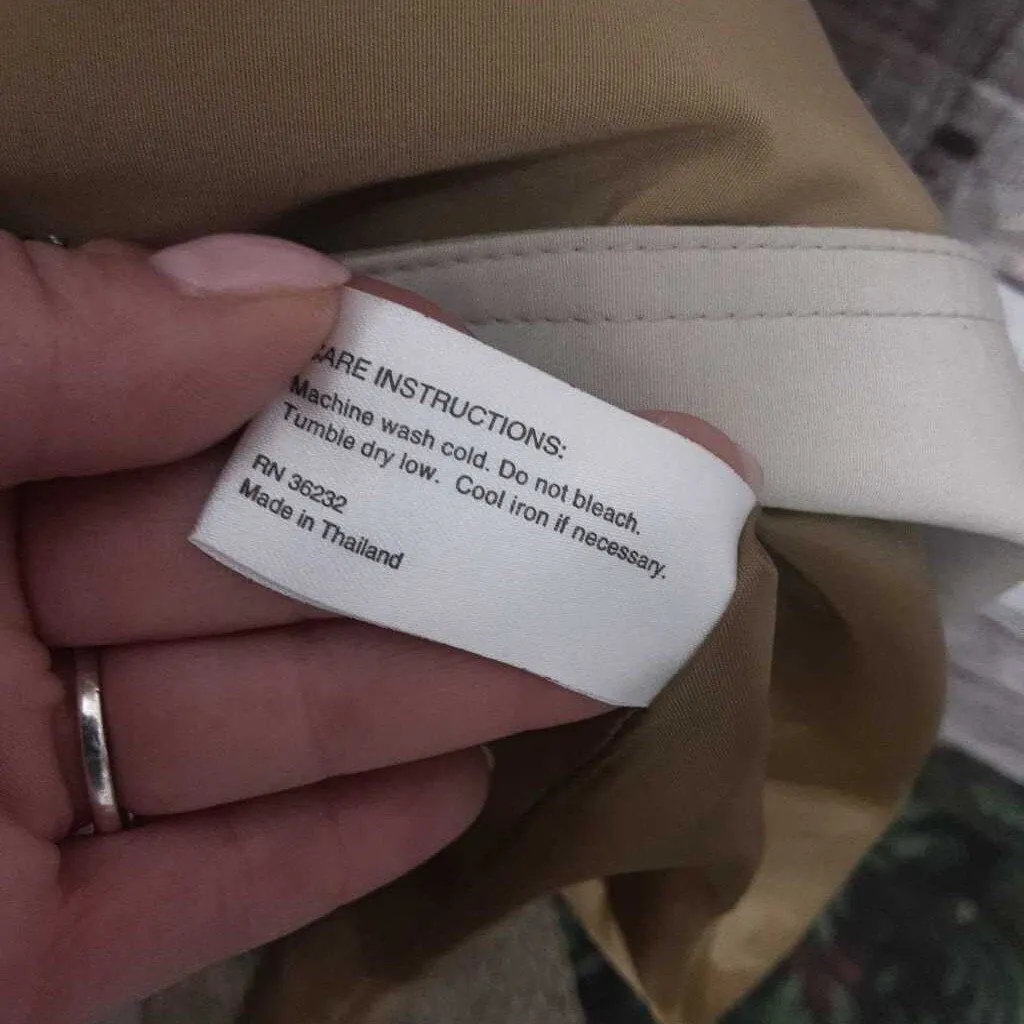 CARE INSTRUCTIONS:
Machine wash cold. Do not bleach.
Tumble dry low. Cool iron if necessary.
RN 36232
Made in Thailand